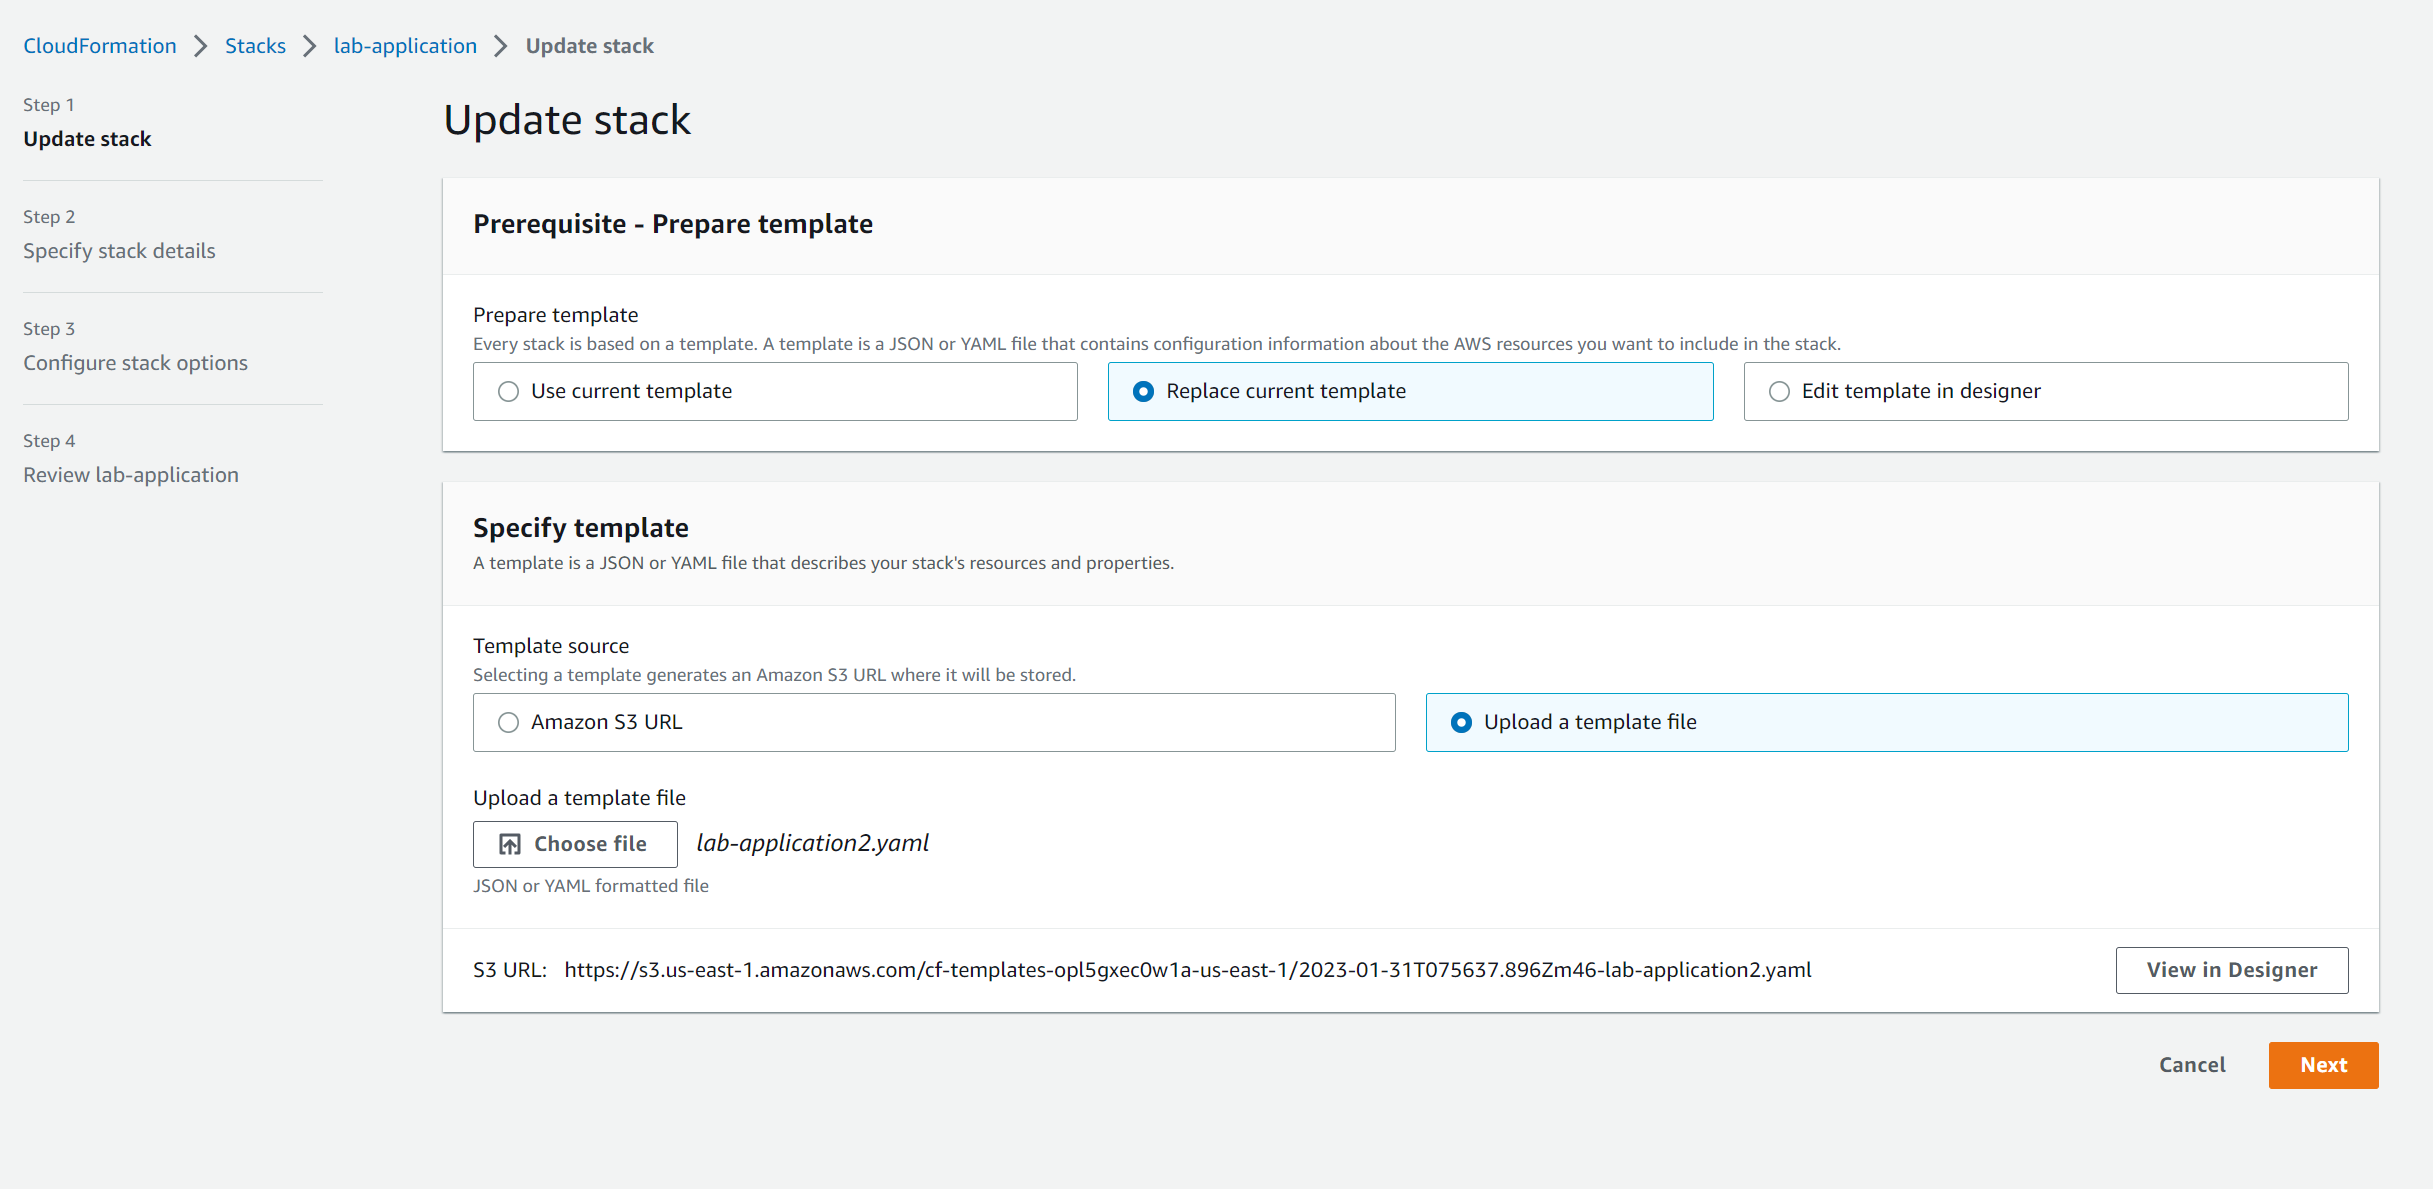 CloudFormation > Stacks > lab-application > Update stack
Step 1
Update stack
Step 2
Specify stack details
Step 3
Configure stack options
Step 4
Review lab-application
Update stack
Prerequisite - Prepare template
Prepare template
Every stack is based on a template. A template is a JSON or YAML file that contains configuration information about the AWS resources you want to include in the stack.
Use current template
Replace current template
Edit template in designer
Specify template
A template is a JSON or YAML file that describes your stack's resources and properties.
Template source
Selecting a template generates an Amazon S3 URL where it will be stored.
Amazon S3 URL
Upload a template file
Upload a template file
Choose file lab-application2.yaml
JSON or YAML formatted file
S3 URL: https://s3.us-east-1.amazonaws.com/cf-templates-opl5gxec0w1a-us-east-1/2023-01-31T075637.896Zm46-lab-application2.yaml
View in Designer
Cancel
Next